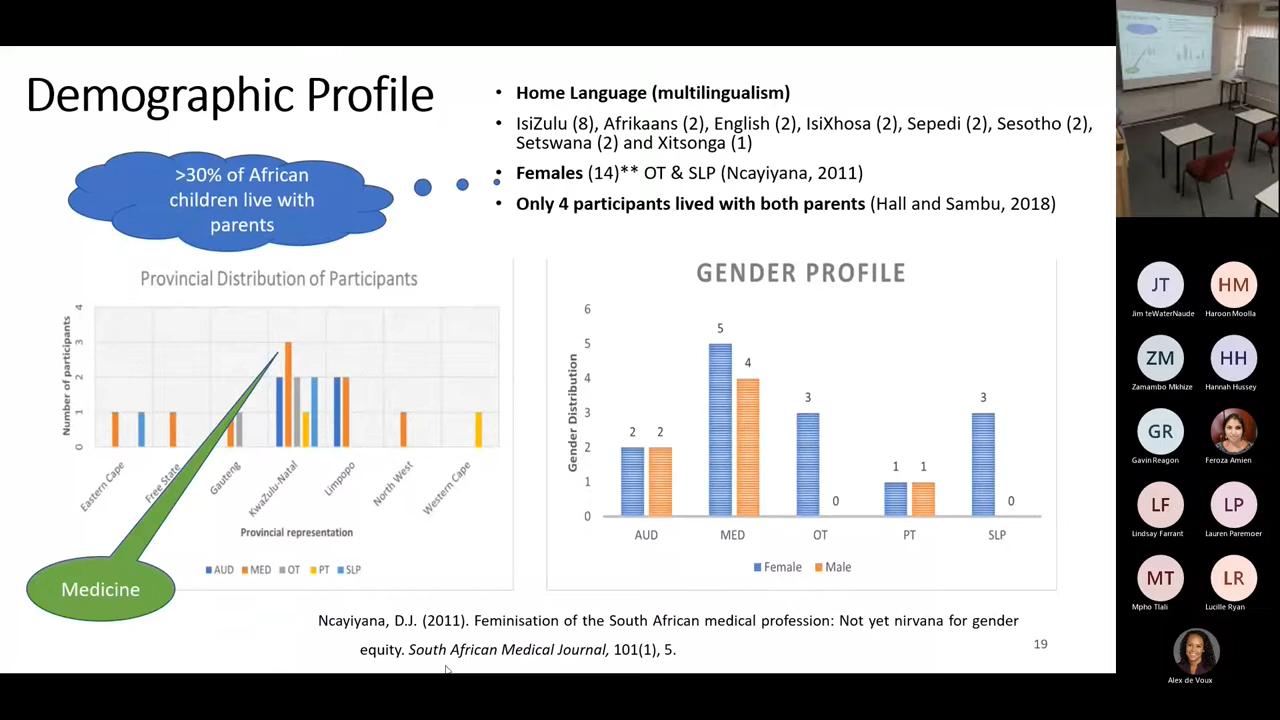 Demographic Profile
• Home Language (multilingualism)
• IsiZulu (8), Afrikaans (2), English (2), IsiXhosa (2), Sepedi (2), Sesotho (2),
Setswana (2) and Xitsonga (1)
• Females (14)** OT & SLP (Ncayiyana, 2011)
• Only 4 participants lived with both parents (Hall and Sambu, 2018)
>30% of African
children live with
parents
Provincial Distribution of Participants
Number of participants
4
3
2
1
0
Eastern Cape
Free State
Gauteng
KwaZulu-Natal
Limpopo
North West
Western Cape
Provincial representation
AUD MED OT PT SLP
Medicine
GENDER PROFILE
Gender Distribution
6
5
4
3
2
1
0
2 2
5 4
3 0
1 1
3 0
AUD MED OT PT SLP
Female Male
Ncayiyana, D.J. (2011). Feminisation of the South African medical profession: Not yet nirvana for gender
equity. South African Medical Journal, 101(1), 5.
19
JT HM
Jim teWaterNaude Haroon Moolla
ZM HH
Zamambo Mkhize Hannah Hussey
GR
Gavin Reagon Feroza Amien
LF LP
Lindsay Farrant Lauren Paremoer
MT LR
Mpho Tlali Lucille Ryan
Alex de Voux